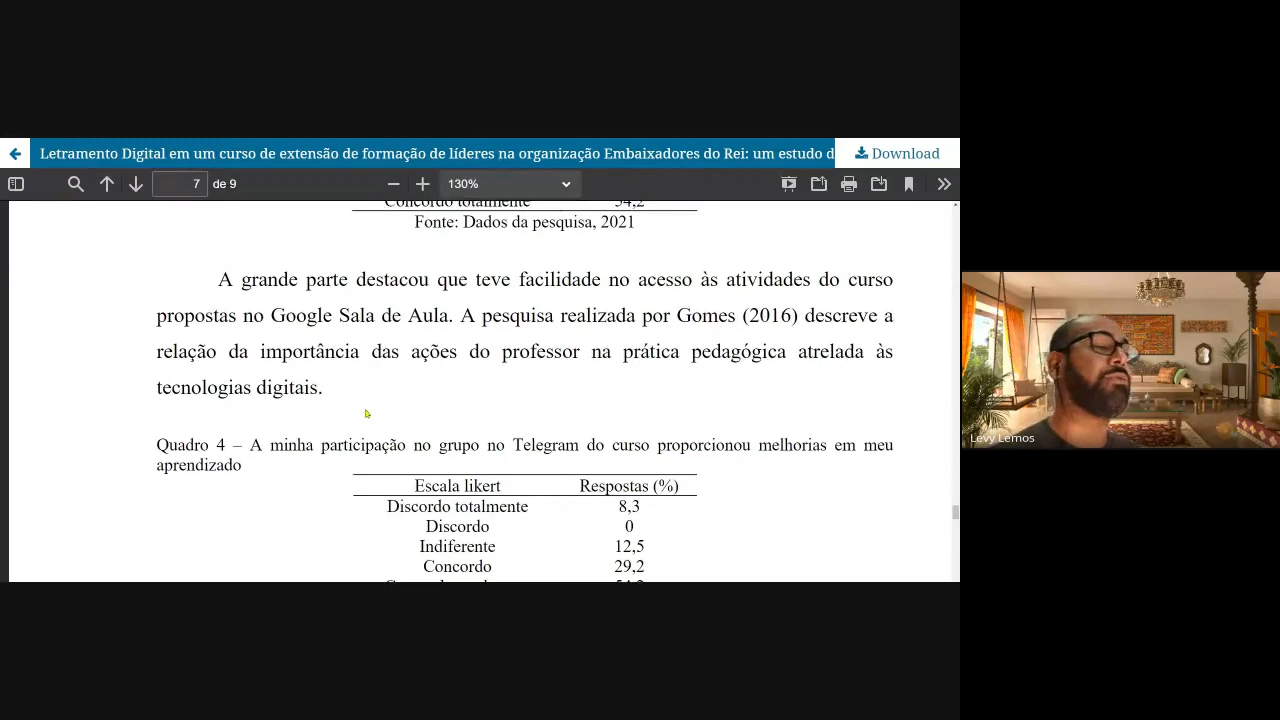 Letramento Digital em um curso de extensão de formação de líderes na organização Embaixadores do Rei: um estudo d
Download
7 de 9
130%
Concordo totalmente 54,2
Fonte: Dados da pesquisa, 2021
A grande parte destacou que teve facilidade no acesso às atividades do curso
propostas no Google Sala de Aula. A pesquisa realizada por Gomes (2016) descreve a
relação da importância das ações do professor na prática pedagógica atrelada às
tecnologias digitais.
Quadro 4 – A minha participação no grupo no Telegram do curso proporcionou melhorias em meu
aprendizado
Escala likert Respostas (%)
Discordo totalmente 8,3
Discordo 0
Indiferente 12,5
Concordo 29,2
Levy Lemos